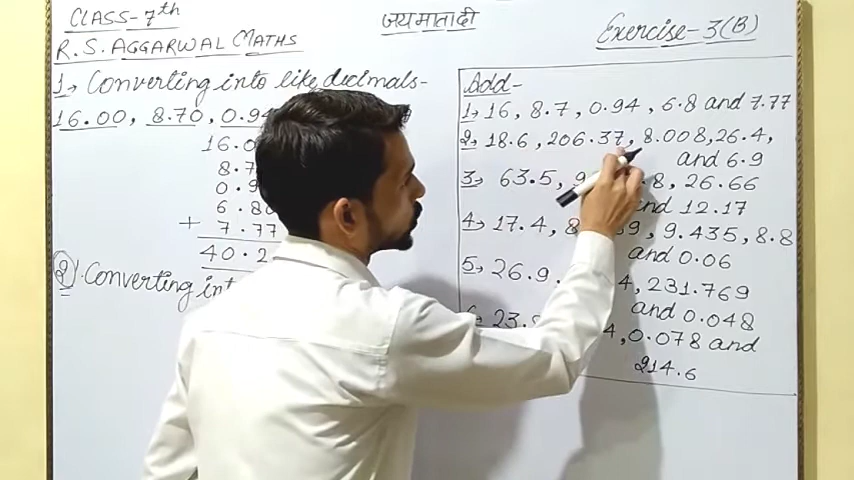 CLASS-7th
R.S. AGGARWAL MATHS
जय माता दी
Exercise-3(B)
1→ Converting into like decimals-
16.00, 8.70, 0.94
16.0
8.7
0.9
6.80
+ 7.77
40.2
2) Converting int
Add-
1→ 16, 8.7, 0.94, 6.8 and 7.77
2→ 18.6, 206.37, 8.008, 26.4,
and 6.9
3→ 63.5, 9 .8, 26.66
and 12.17
4→ 17.4, 8 9, 9.435, 8.8
and 0.06
5→ 26.9. 4, 231.769
and 0.048
23. 4, 0.078 and
214.6